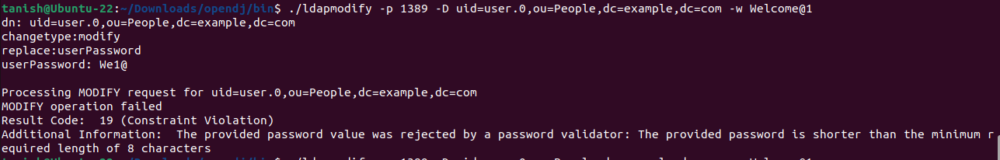 tanish@Ubuntu-22:~/Downloads/opendj/bin$ ./ldapmodify -p 1389 -D uid=user.0,ou=People,dc=example,dc=com -w Welcome@1
dn: uid=user.0,ou=People,dc=example,dc=com
changetype:modify
replace:userPassword
userPassword: We1@

Processing MODIFY request for uid=user.0,ou=People,dc=example,dc=com
MODIFY operation failed
Result Code:  19 (Constraint Violation)
Additional Information:  The provided password value was rejected by a password validator: The provided password is shorter than the minimum r
equired length of 8 characters